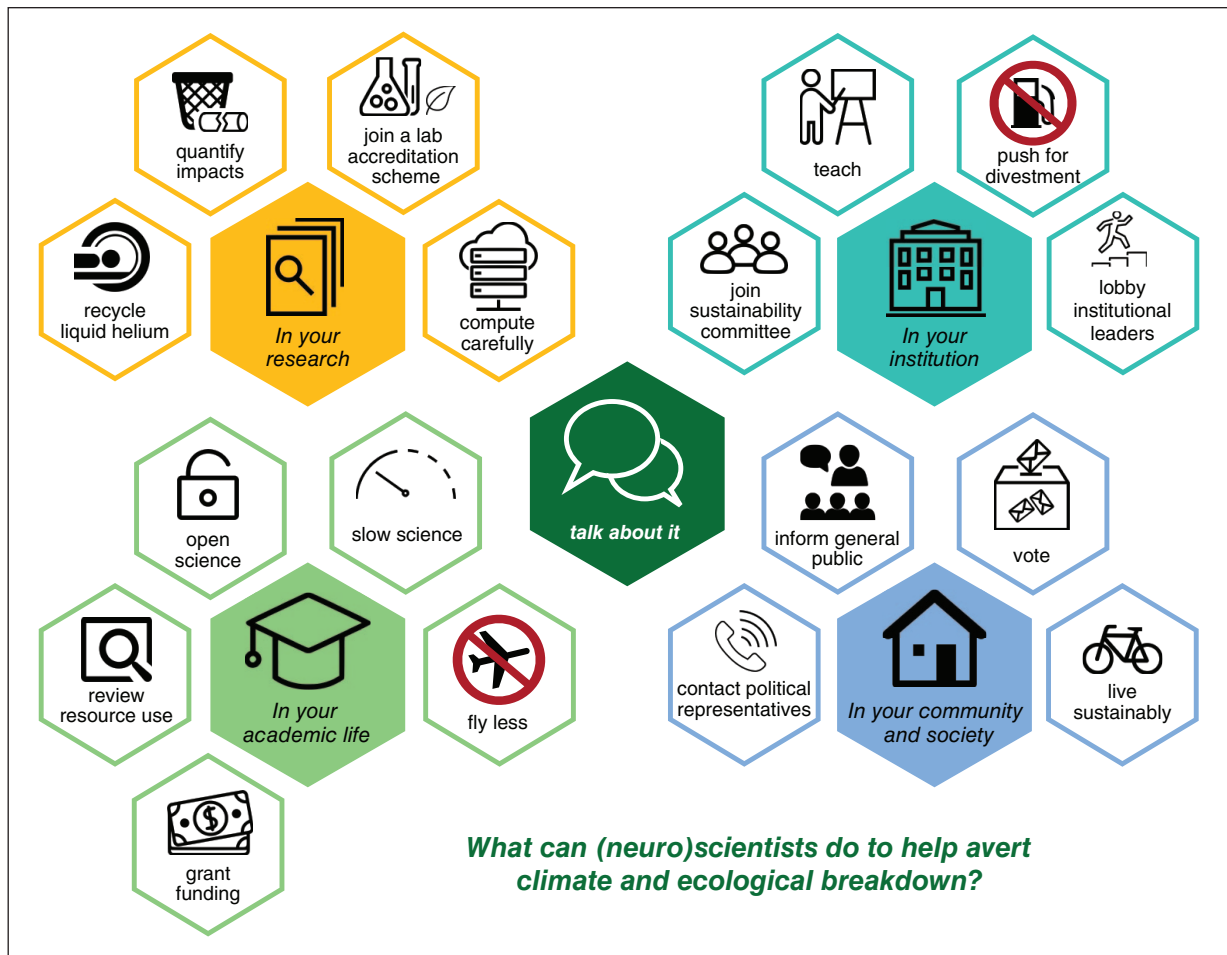 quantify
impacts
join a lab
accreditation
scheme
recycle
liquid helium
In your
research
compute
carefully
teach
push for
divestment
join
sustainability
committee
In your
institution
lobby
institutional
leaders
talk about it
open
science
slow science
review
resource use
In your
academic life
fly less
$
grant
funding
inform general
public
vote
contact political
representatives
In your community
and society
live
sustainably
What can (neuro)scientists do to help avert
climate and ecological breakdown?